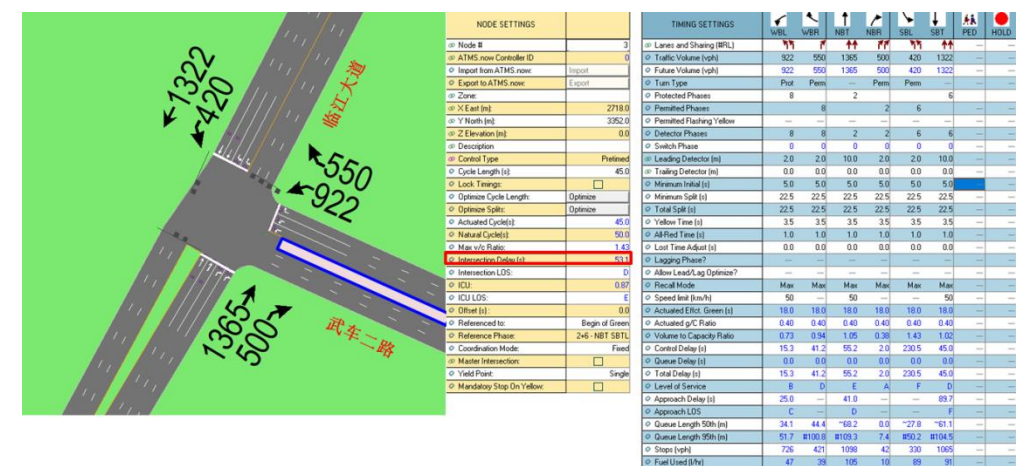 1322
420
临江大道
550
922
1365
500
武车二路
NODE SETTINGS
Node # 3
ATMS.now Controller ID 0
Import from ATMS.now: Import
Export to ATMS.now: Export
Zone:
X East (m): 2718.0
Y North (m): 3352.0
Z Elevation (m): 0.0
Description
Control Type Pretimed
Cycle Length (s): 45.0
Lock Timings:
Optimize Cycle Length: Optimize
Optimize Splits: Optimize
Actuated Cycle(s): 45.0
Natural Cycle(s): 50.0
Max v/c Ratio: 1.43
Intersection Delay (s): 53.1
Intersection LOS: D
ICU: 0.87
ICU LOS: E
Offset (s) : 0.0
Referenced to: Begin of Green
Reference Phase: 2+6 - NBT SBTL
Coordination Mode: Fixed
Master Intersection:
Yield Point: Single
Mandatory Stop On Yellow:
TIMING SETTINGS WBL WBR NBT NBR SBL SBT PED HOLD
Lanes and Sharing (#RL)
Traffic Volume (vph) 922 550 1365 500 420 1322 — —
Future Volume (vph) 922 550 1365 500 420 1322 — —
Turn Type Prot Perm — Perm Perm — — —
Protected Phases 8 2 6 — —
Permitted Phases 8 2 6 — —
Permitted Flashing Yellow — — — — — — — —
Detector Phases 8 8 2 2 6 6 — —
Switch Phase 0 0 0 0 0 0 — —
Leading Detector (m) 2.0 2.0 10.0 2.0 2.0 10.0 — —
Trailing Detector (m) 0.0 0.0 0.0 0.0 0.0 0.0 — —
Minimum Initial (s) 5.0 5.0 5.0 5.0 5.0 5.0 —
Minimum Split (s) 22.5 22.5 22.5 22.5 22.5 22.5 — —
Total Split (s) 22.5 22.5 22.5 22.5 22.5 22.5 — —
Yellow Time (s) 3.5 3.5 3.5 3.5 3.5 3.5 — —
All-Red Time (s) 1.0 1.0 1.0 1.0 1.0 1.0 — —
Lost Time Adjust (s) 0.0 0.0 0.0 0.0 0.0 0.0 — —
Lagging Phase? — — — — — — — —
Allow Lead/Lag Optimize? — — — — — — — —
Recall Mode Max Max Max Max Max Max — —
Speed limit (km/h) 50 — 50 — — 50 — —
Actuated Effct. Green (s) 18.0 18.0 18.0 18.0 18.0 18.0 — —
Actuated g/C Ratio 0.40 0.40 0.40 0.40 0.40 0.40 — —
Volume to Capacity Ratio 0.73 0.94 1.05 0.38 1.43 1.02 — —
Control Delay (s) 15.3 41.2 55.2 2.0 230.5 45.0 — —
Queue Delay (s) 0.0 0.0 0.0 0.0 0.0 0.0 — —
Total Delay (s) 15.3 41.2 55.2 2.0 230.5 45.0 — —
Level of Service B D E A F D — —
Approach Delay (s) 25.0 — 41.0 — — 89.7 — —
Approach LOS C — D — — F — —
Queue Length 50th (m) 34.1 44.4 ~68.2 0.0 ~27.8 ~61.1 — —
Queue Length 95th (m) 51.7 #100.8 #109.3 7.4 #50.2 #104.5 — —
Stops (vph) 726 421 1098 42 330 1065 — —
Fuel Used (l/hr) 47 39 105 10 89 91 — —